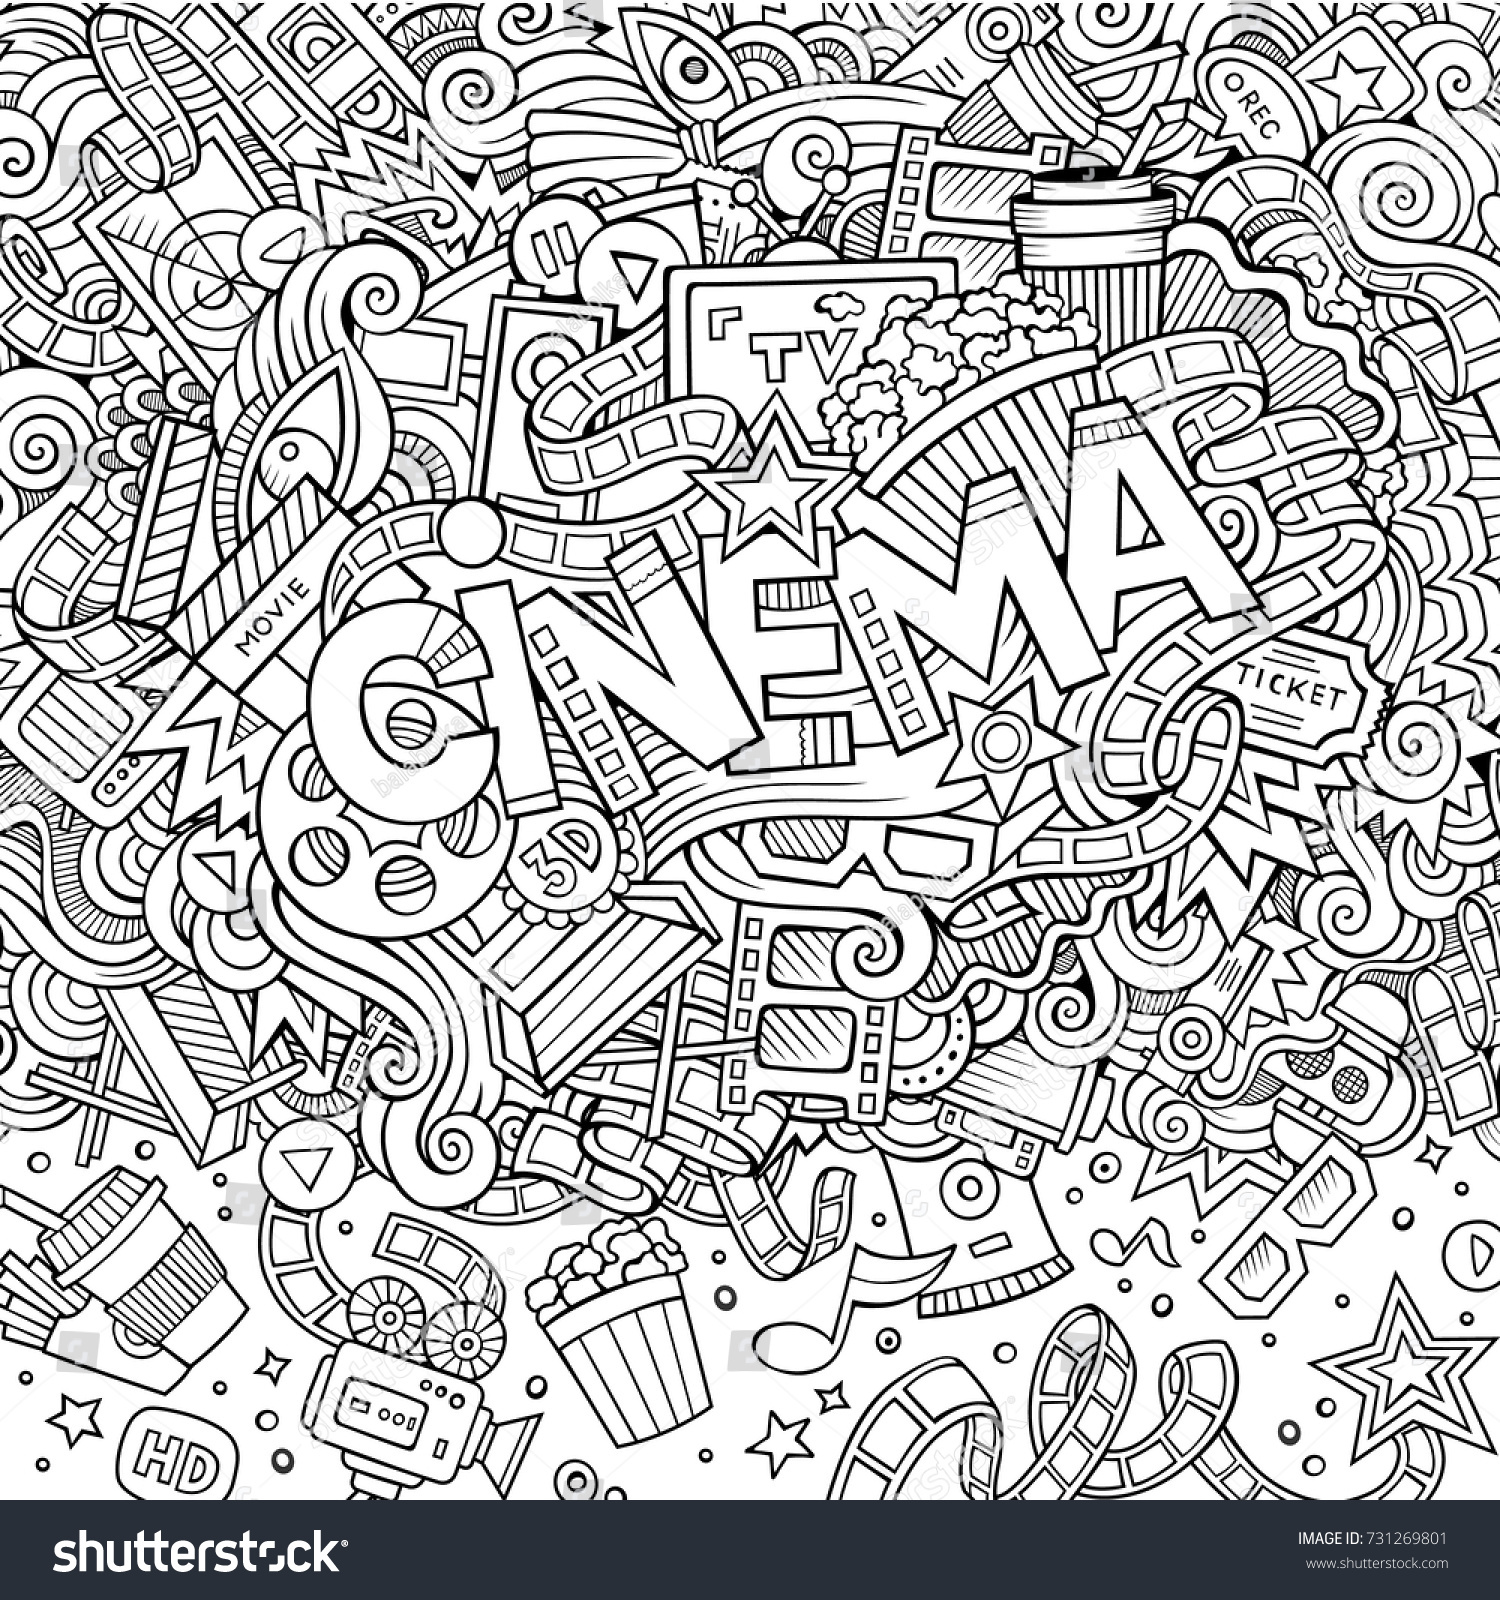 REC
TV
CINEMA
MOVIE
TICKET
3D
HD
shutterstock
IMAGE ID: 731269801
www.shutterstock.com